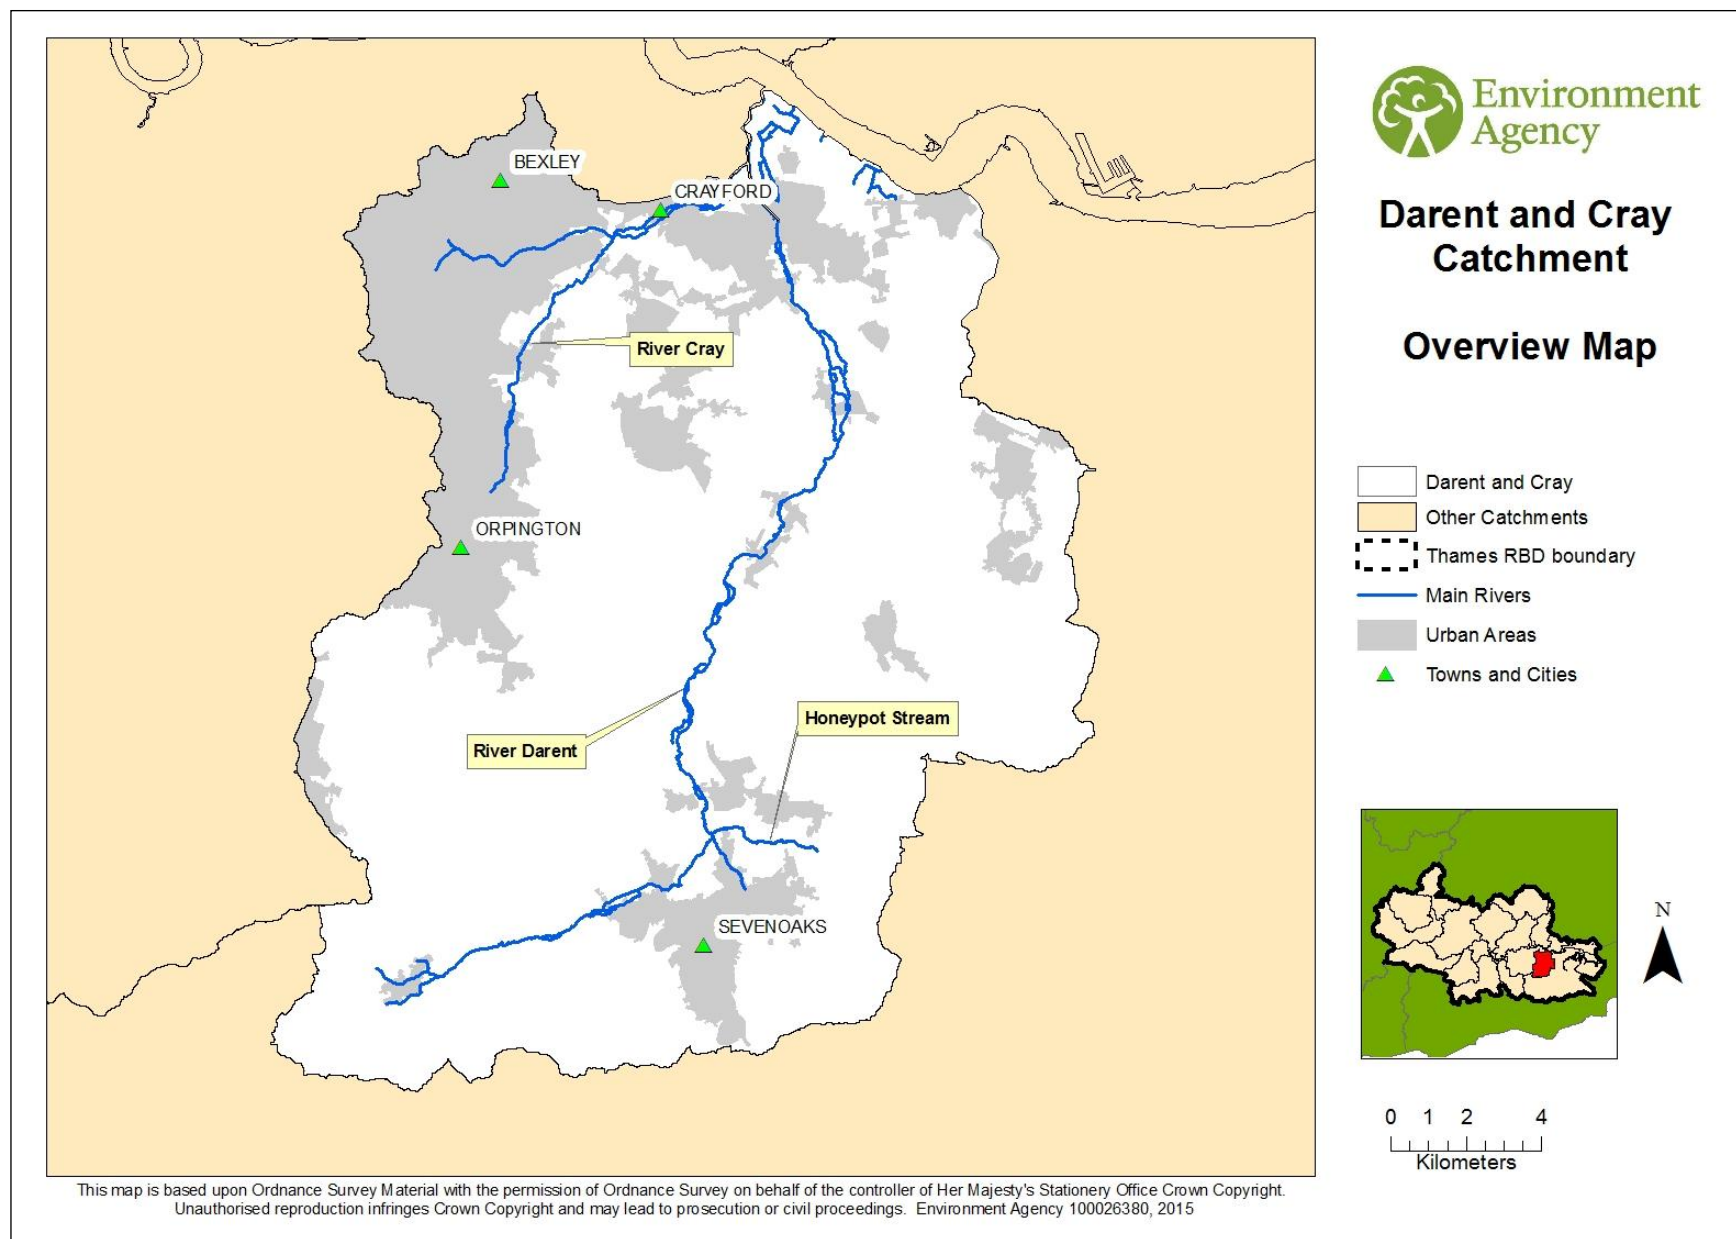 Environment
Agency
Darent and Cray
Catchment
Overview Map
BEXLEY
CRAYFORD
River Cray
ORPINGTON
River Darent
Honeypot Stream
SEVENOAKS
Darent and Cray
Other Catchments
Thames RBD boundary
Main Rivers
Urban Areas
Towns and Cities
N
0 1 2 4
Kilometers
This map is based upon Ordnance Survey Material with the permission of Ordnance Survey on behalf of the controller of Her Majesty's Stationery Office Crown Copyright.
Unauthorised reproduction infringes Crown Copyright and may lead to prosecution or civil proceedings. Environment Agency 100026380, 2015